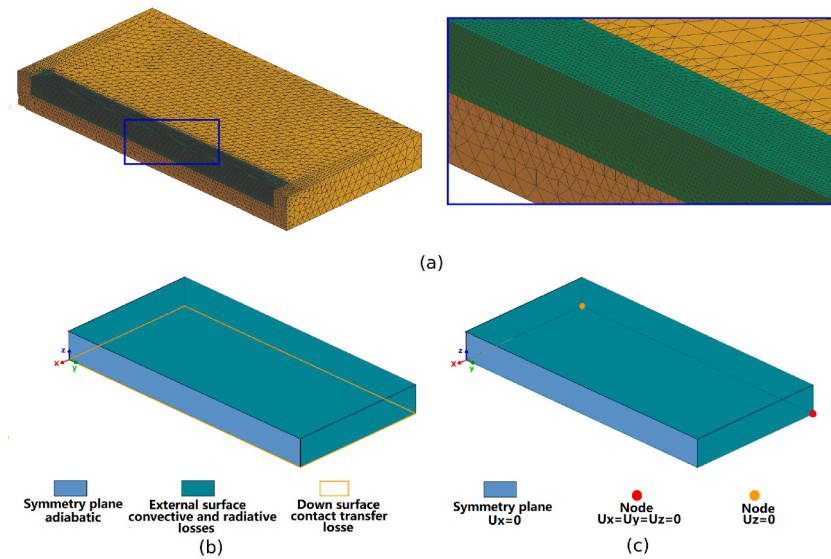 (a)
z
x
y
z
x
y
Symmetry plane
adiabatic
External surface
convective and radiative
losses
Down surface
contact transfer
losse
(b)
Symmetry plane
Ux=0
Node
Ux=Uy=Uz=0
Node
Uz=0
(c)